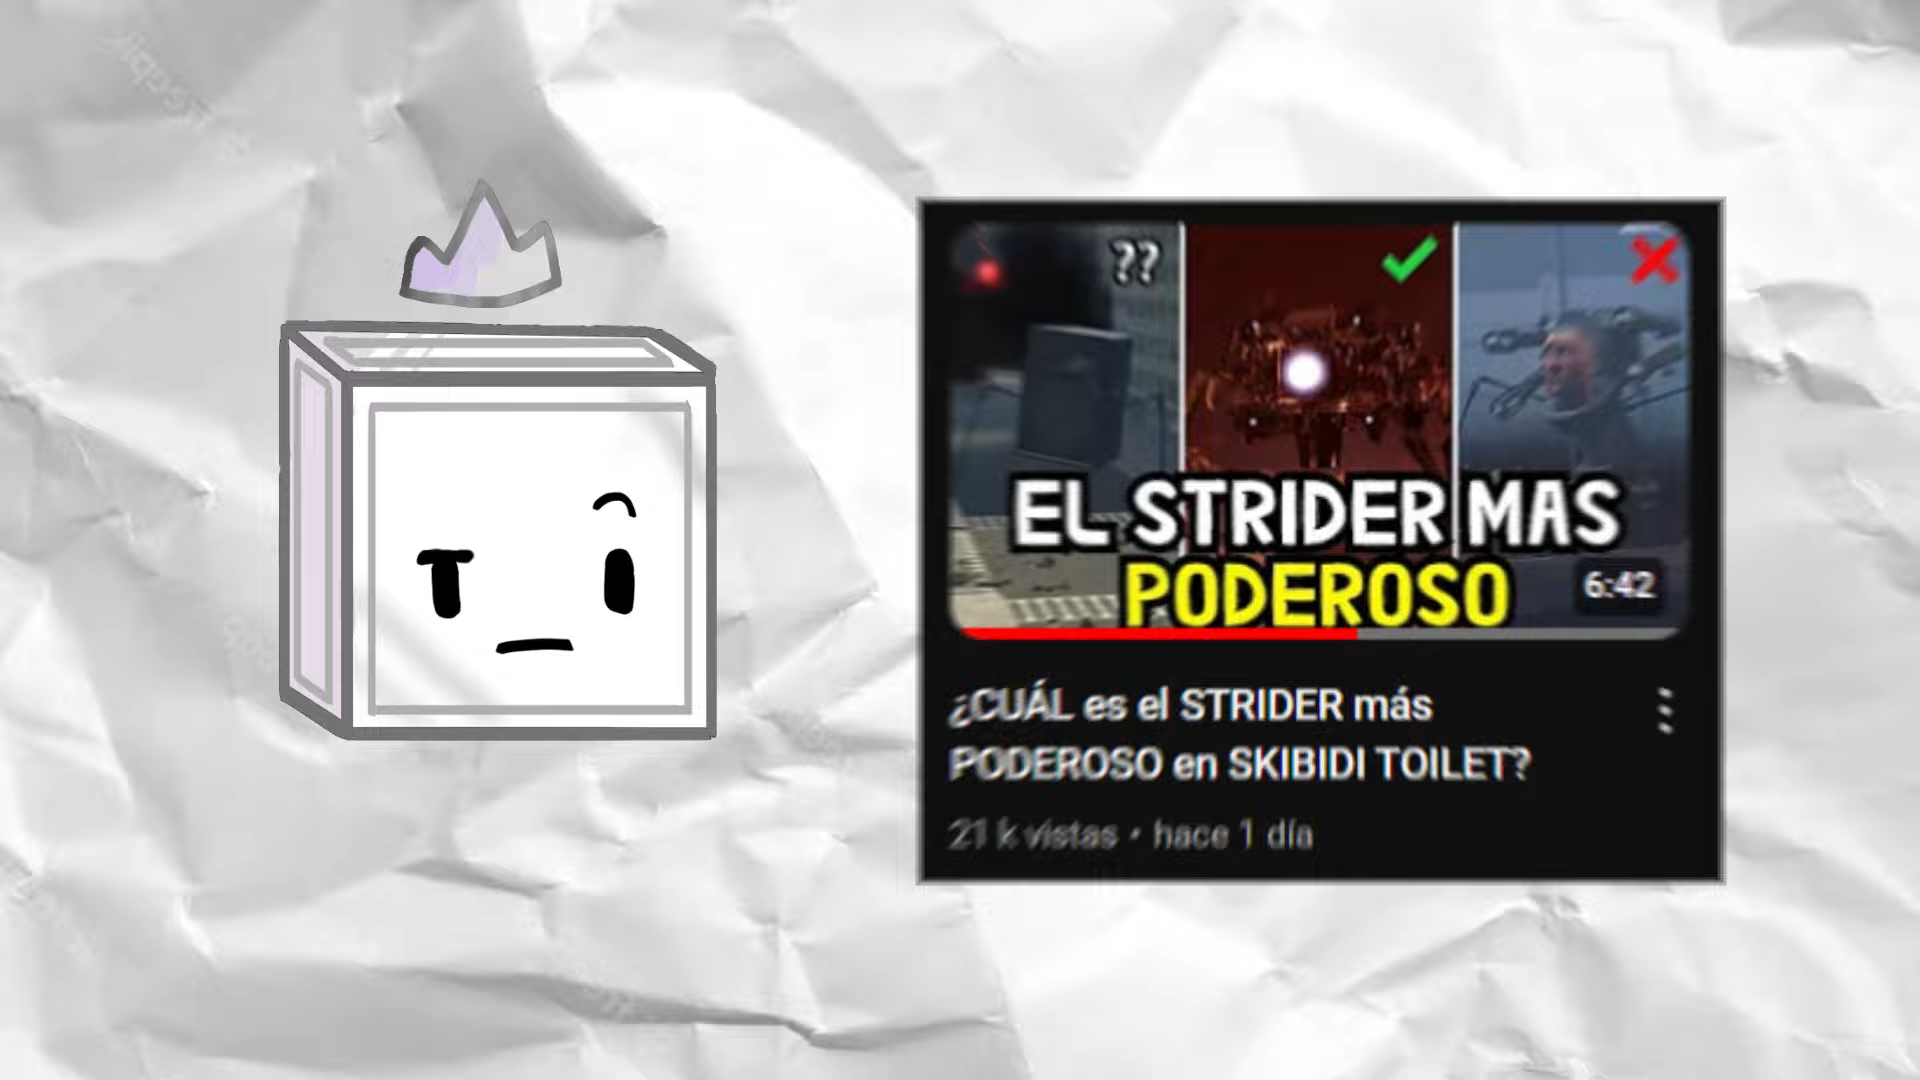 ??
EL STRIDER MAS
PODEROSO
6:42
¿CUÁL es el STRIDER más
PODEROSO en SKIBIDI TOILET?
21 k vistas • hace 1 día